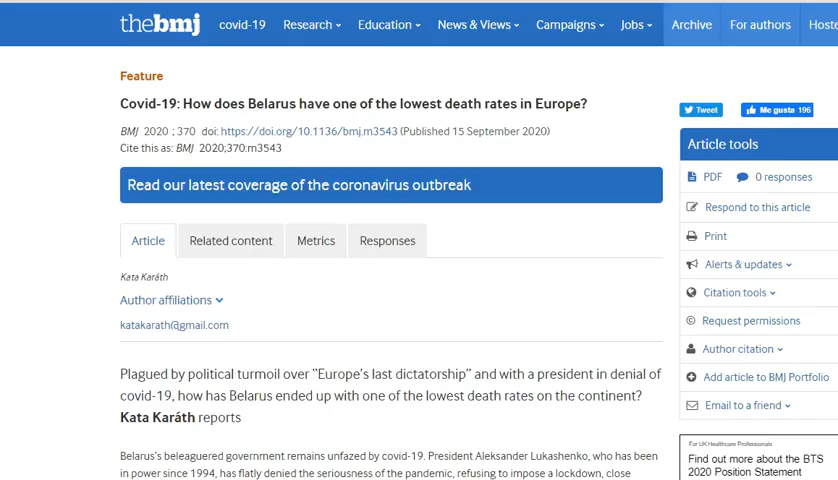 thebmj covid-19 Research Education News & Views Campaigns Jobs Archive For authors Hoste
Feature
Covid-19: How does Belarus have one of the lowest death rates in Europe?
BMJ 2020 ; 370 doi: https://doi.org/10.1136/bmj.m3543 (Published 15 September 2020)
Cite this as: BMJ 2020;370:m3543
Read our latest coverage of the coronavirus outbreak
Article Related content Metrics Responses
Kata Karáth
Author affiliations
katakarath@gmail.com
Plagued by political turmoil over “Europe’s last dictatorship” and with a president in denial of
covid-19, how has Belarus ended up with one of the lowest death rates on the continent?
Kata Karáth reports
Belarus’s beleaguered government remains unfazed by covid-19. President Aleksander Lukashenko, who has been
in power since 1994, has flatly denied the seriousness of the pandemic, refusing to impose a lockdown, close
Tweet Me gusta 196
Article tools
PDF 0 responses
Respond to this article
Print
Alerts & updates
Citation tools
© Request permissions
Author citation
Add article to BMJ Portfolio
Email to a friend
For UK Healthcare Professionals
Find out more about the BTS
2020 Position Statement